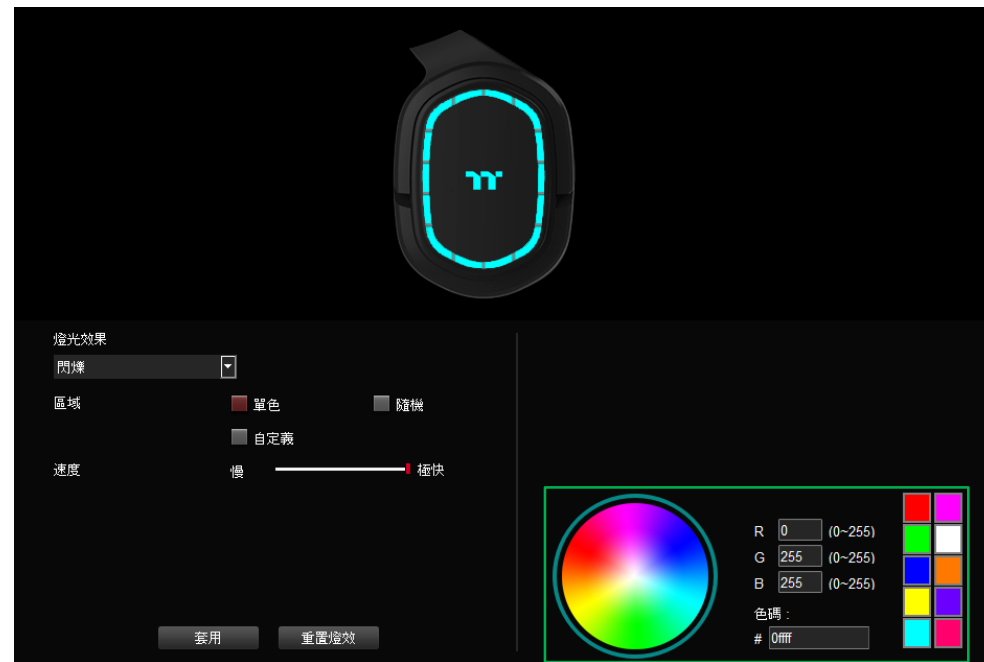 燈光效果
閃爍
區域
單色
隨機
自定義
速度
慢
極快
套用
重置燈效
R 0 (0~255)
G 255 (0~255)
B 255 (0~255)
色碼 :
# 0ffff